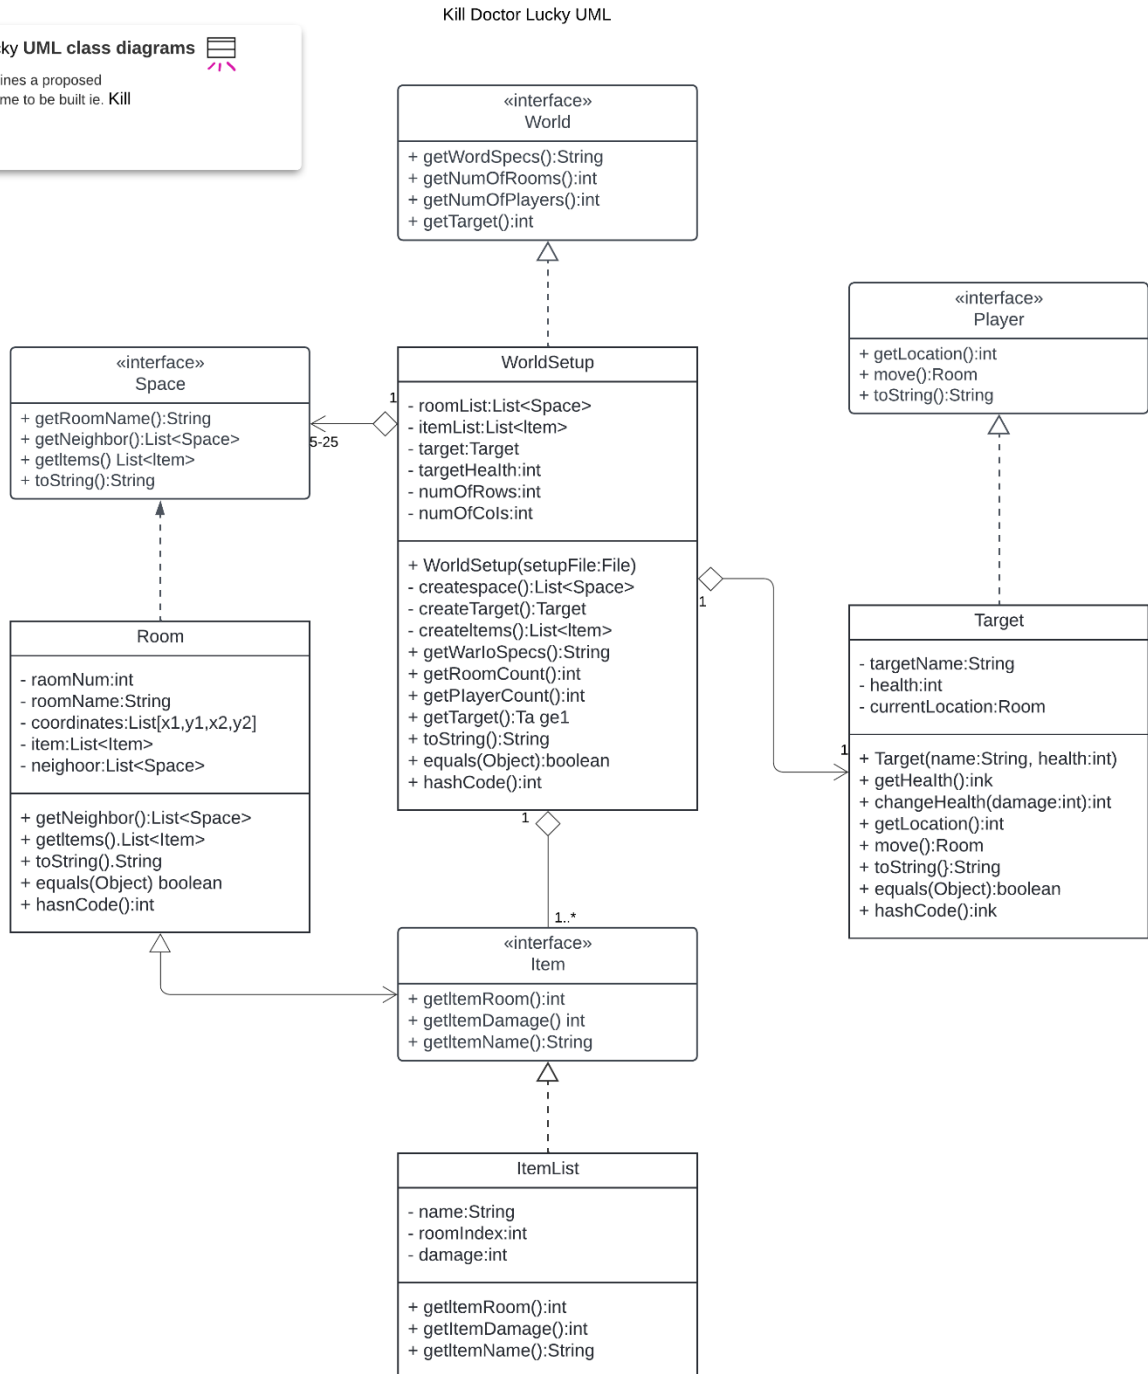 Kill Doctor Lucky UML
ky UML class diagrams
ines a proposed
me to be built ie. Kill
«interface»
World
+ getWordSpecs():String
+ getNumOfRooms():int
+ getNumOfPlayers():int
+ getTarget():int
«interface»
Player
+ getLocation():int
+ move():Room
+ toString():String
«interface»
Space
+ getRoomName():String
+ getNeighbor():List<Space>
+ getItems() List<Item>
+ toString():String
1
5-25
WorldSetup
- roomList:List<Space>
- itemList:List<Item>
- target:Target
- targetHealth:int
- numOfRows:int
- numOfCols:int
+ WorldSetup(setupFile:File)
- createspace():List<Space>
- createTarget():Target
- createItems():List<Item>
+ getWarIoSpecs():String
+ getRoomCount():int
+ getPlayerCount():int
+ getTarget():Ta ge1
+ toString():String
+ equals(Object):boolean
+ hashCode():int
1
1
Target
- targetName:String
- health:int
- currentLocation:Room
+ Target(name:String, health:int)
+ getHealth():ink
+ changeHealth(damage:int):int
+ getLocation():int
+ move():Room
+ toString(}:String
+ equals(Object):boolean
+ hashCode():ink
Room
- raomNum:int
- roomName:String
- coordinates:List[x1,y1,x2,y2]
- item:List<Item>
- neighoor:List<Space>
+ getNeighbor():List<Space>
+ getItems().List<Item>
+ toString().String
+ equals(Object) boolean
+ hasnCode():int
1
1..*
«interface»
Item
+ getItemRoom():int
+ getItemDamage() int
+ getItemName():String
ItemList
- name:String
- roomIndex:int
- damage:int
+ getItemRoom():int
+ getItemDamage():int
+ getItemName():String